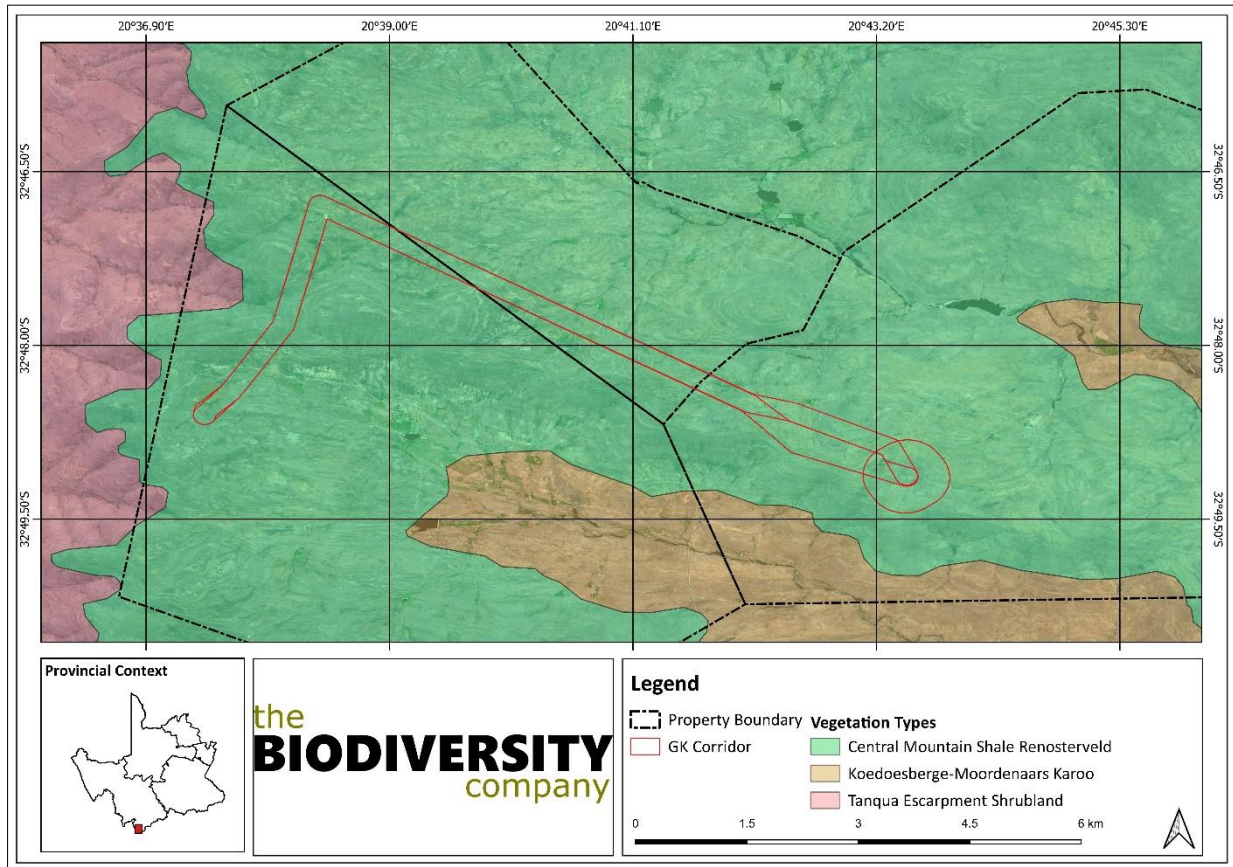 20°36.90'E 20°39.00'E 20°41.10'E 20°43.20'E 20°45.30'E
32°46.50'S 32°46.50'S
32°48.00'S 32°48.00'S
32°49.50'S 32°49.50'S
Provincial Context
the
BIODIVERSITY
company
Legend
Property Boundary
GK Corridor
Vegetation Types
Central Mountain Shale Renosterveld
Koedoesberge-Moordenaars Karoo
Tanqua Escarpment Shrubland
0 1.5 3 4.5 6 km